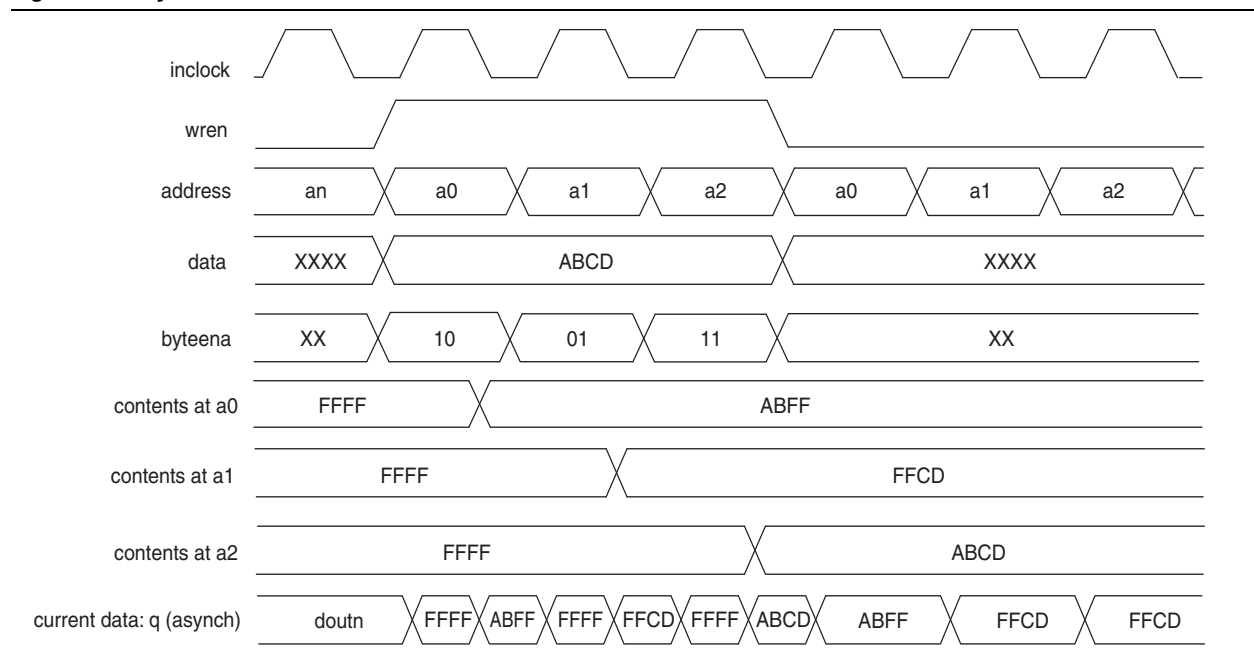 inclock
wren
address an a0 a1 a2 a0 a1 a2
data XXXX ABCD XXXX
byteena XX 10 01 11 XX
contents at a0 FFFF ABFF
contents at a1 FFFF FFCD
contents at a2 FFFF ABCD
current data: q (asynch) doutn FFFF ABFF FFFF FFCD FFFF ABCD ABFF FFCD FFCD